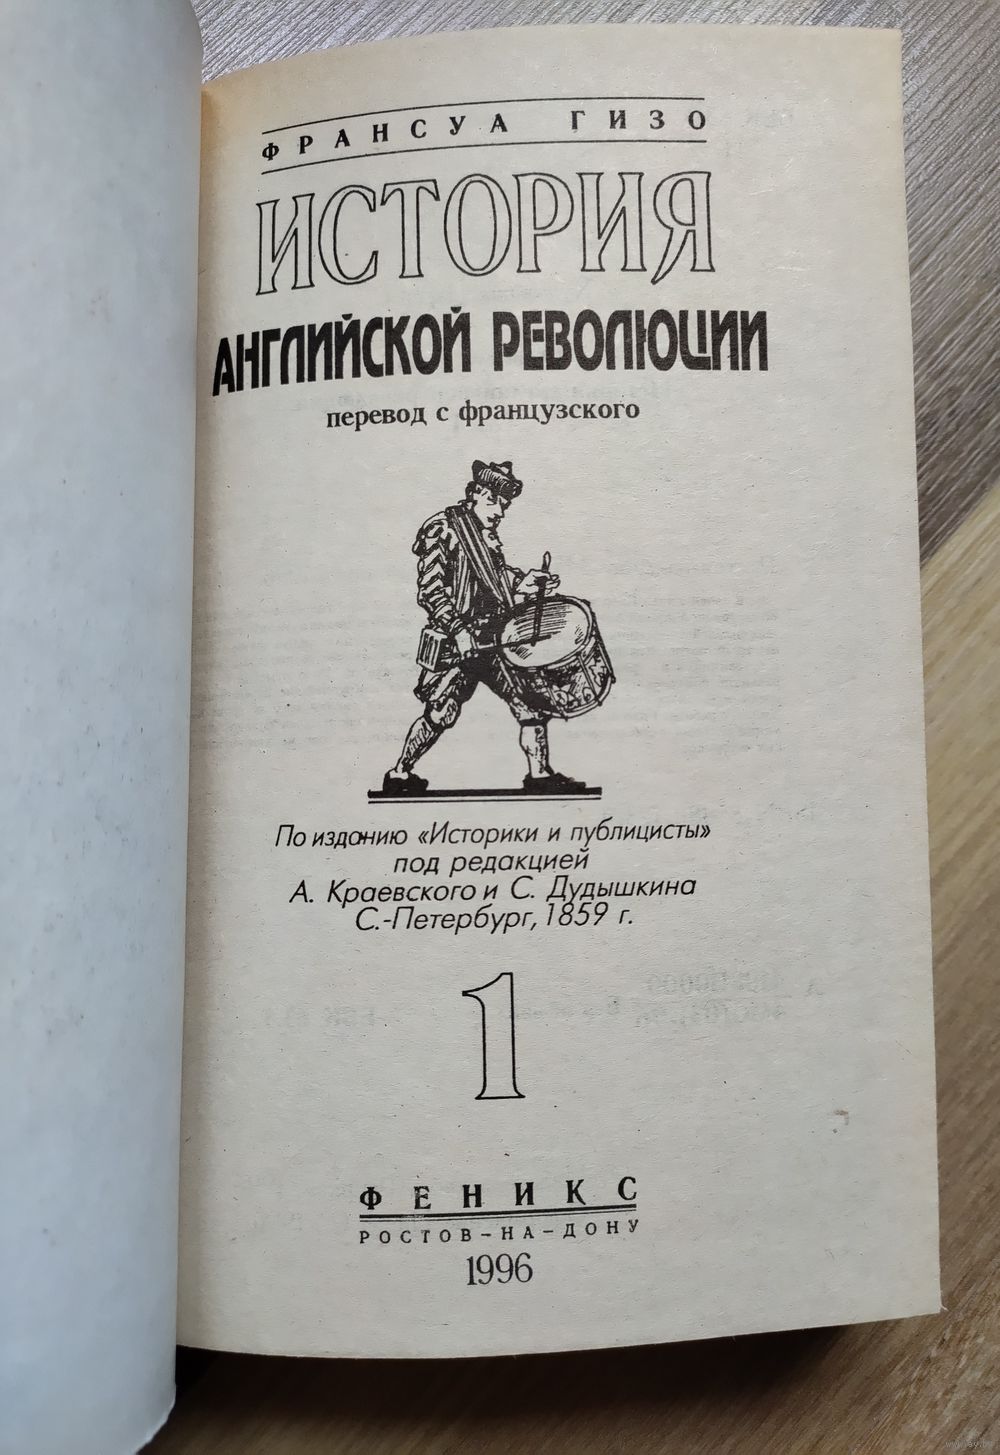 ФРАНСУА ГИЗО
ИСТОРИЯ
АНГЛИЙСКОЙ РЕВОЛЮЦИИ
перевод с французского
По изданию «Историки и публицисты»
под редакцией
А. Краевского и С. Дудышкина
С.-Петербург, 1859 г.
1
ФЕНИКС
РОСТОВ-НА-ДОНУ
1996